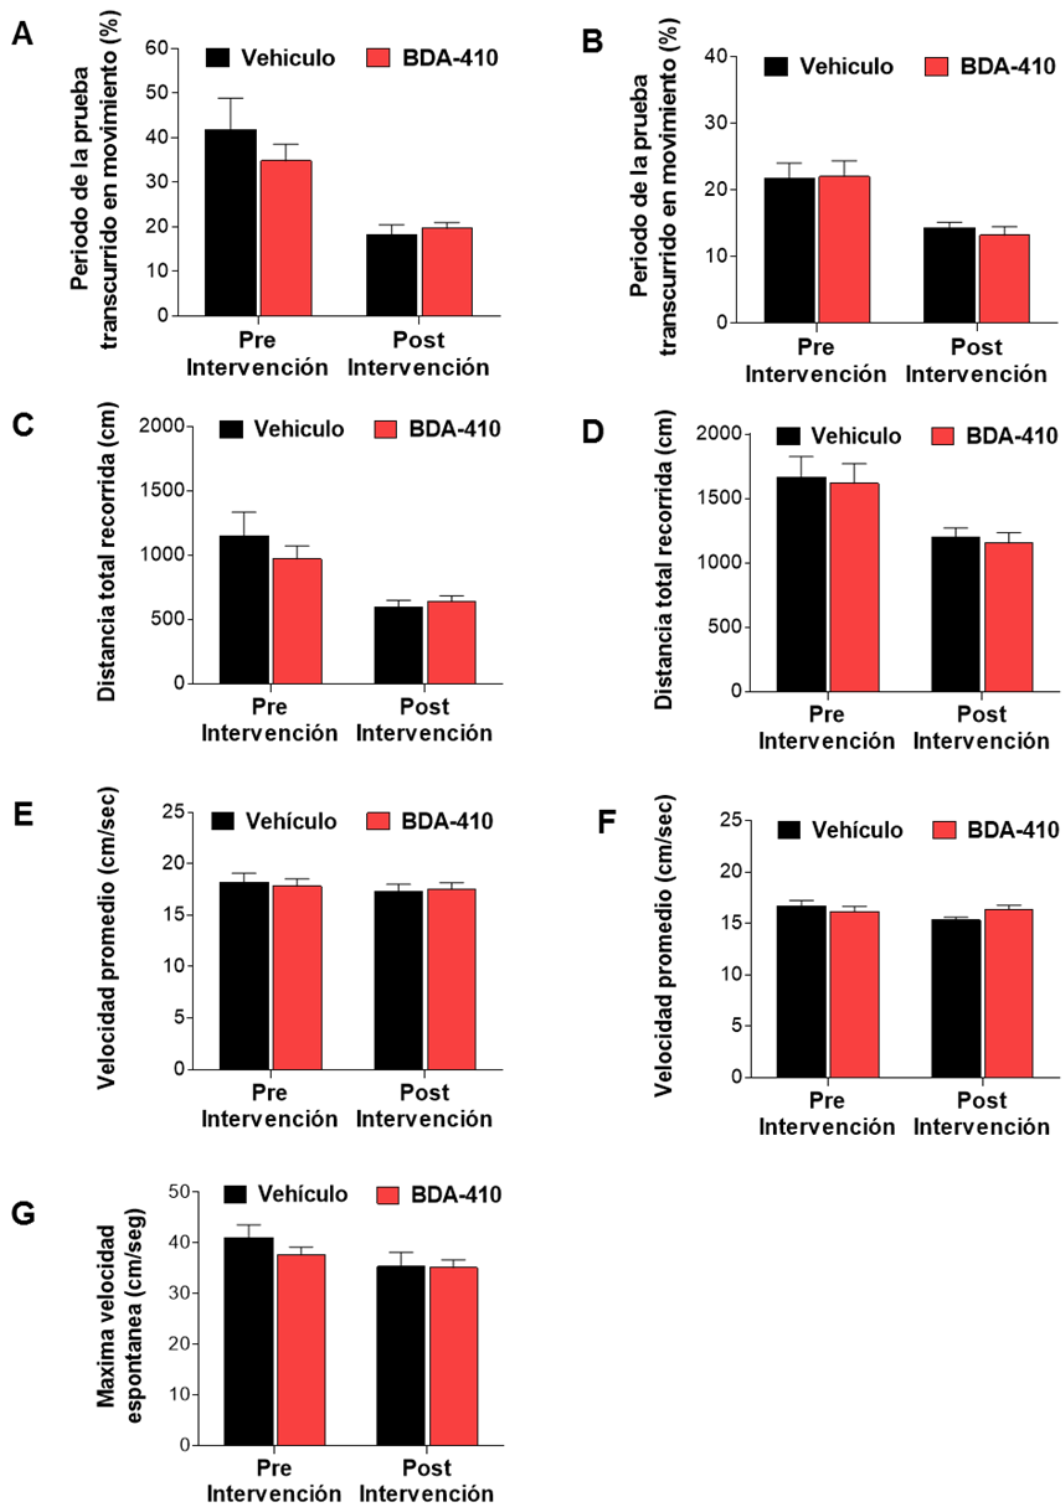 A
Periodo de la prueba
transcurrido en movimiento (%)
60
50
40
30
20
10
0
Vehiculo BDA-410
Pre
Intervención
Post
Intervención
B
Periodo de la prueba
transcurrido en movimiento (%)
40
30
20
10
0
Vehiculo BDA-410
Pre
Intervención
Post
Intervención
C
Distancia total recorrida (cm)
2000
1500
1000
500
0
Vehiculo BDA-410
Pre
Intervención
Post
Intervención
D
Distancia total recorrida (cm)
2000
1500
1000
500
0
Vehiculo BDA-410
Pre
Intervención
Post
Intervención
E
Velocidad promedio (cm/sec)
25
20
15
10
5
0
Vehículo BDA-410
Pre
Intervención
Post
Intervención
F
Velocidad promedio (cm/sec)
25
20
15
10
5
0
Vehículo BDA-410
Pre
Intervención
Post
Intervención
G
Maxima velocidad
espontanea (cm/seg)
50
40
30
20
10
0
Vehículo BDA-410
Pre
Intervención
Post
Intervención